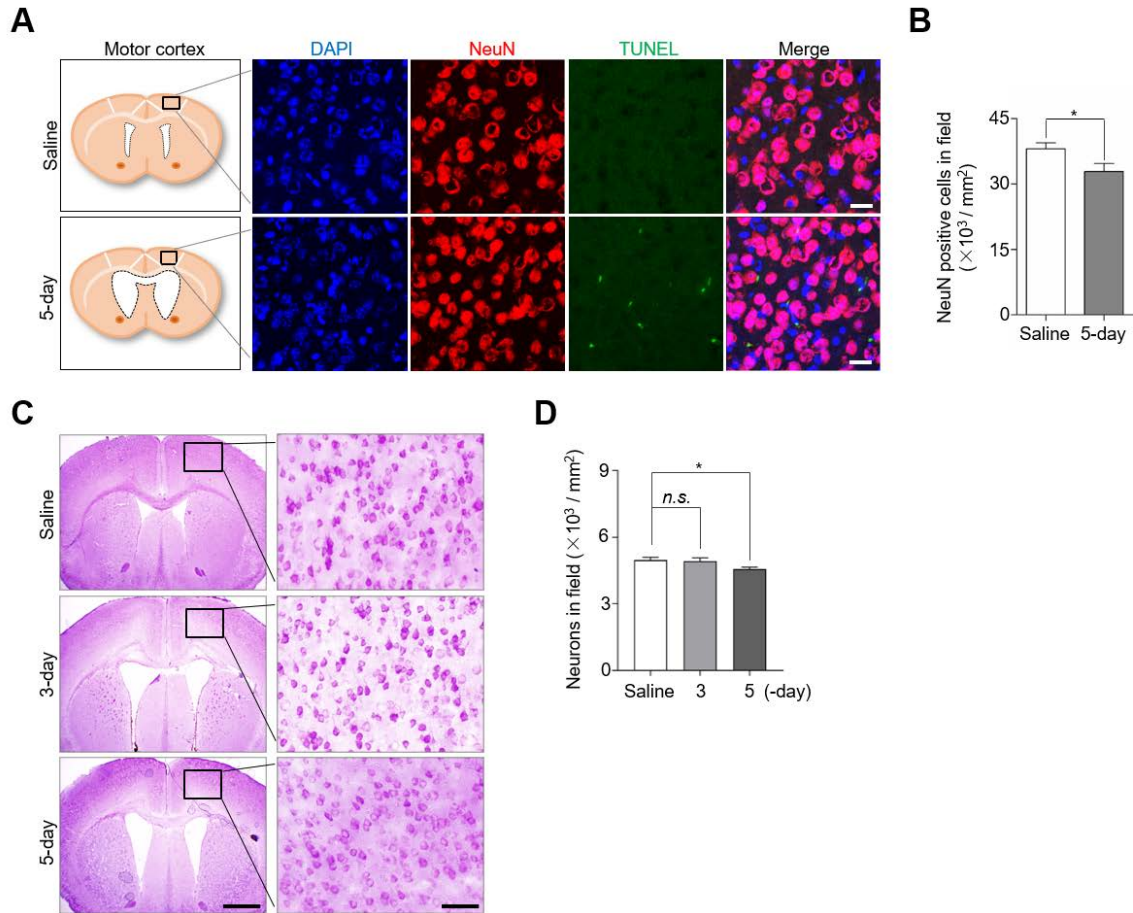 A
Motor cortex
DAPI
NeuN
TUNEL
Merge
Saline
5-day
B
NeuN positive cells in field
(×10³ / mm²)
45
30
15
0
*
Saline
5-day
C
Saline
3-day
5-day
D
Neurons in field (×10³ / mm²)
9
6
3
0
*
n.s.
Saline
3
5
(-day)